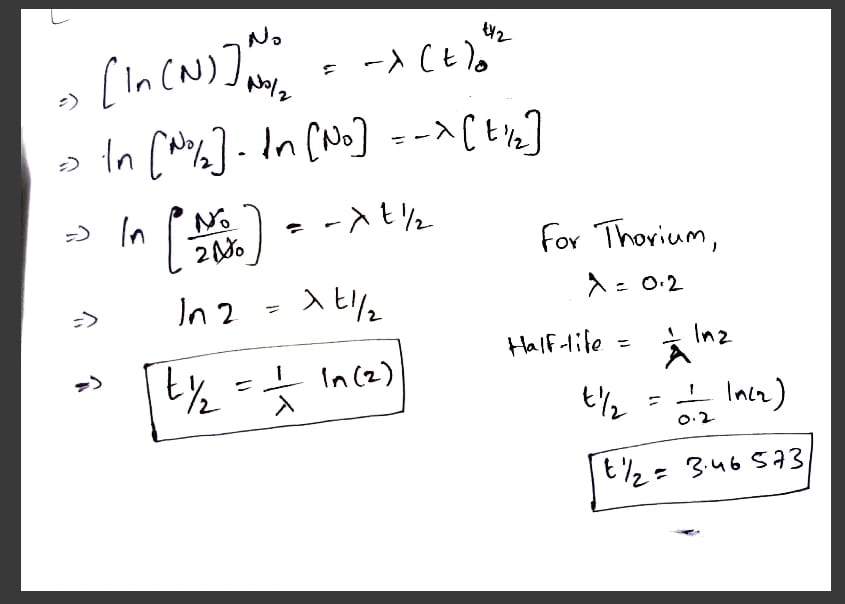 => [ln(N)]^{N₀}_{N₀/2} = -λ(t)₀^{t1/2}
=> ln[N₀/2] - ln[N₀] = -λ[t1/2]
=> ln[N₀/2N₀] = -λt1/2
=> ln2 = λt1/2
=> t1/2 = 1/λ ln(2)
For Thorium,
λ = 0.2
Half-life = 1/λ ln2
t1/2 = 1/0.2 ln(2)
t1/2 = 3.46573